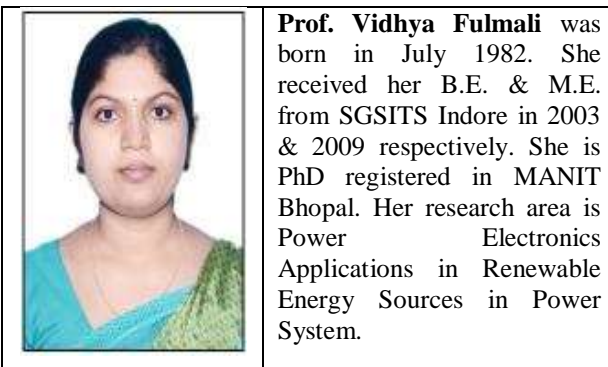 Prof. Vidhya Fulmali was
born in July 1982. She
received her B.E. & M.E.
from SGSITS Indore in 2003
& 2009 respectively. She is
PhD registered in MANIT
Bhopal. Her research area is
Power Electronics
Applications in Renewable
Energy Sources in Power
System.